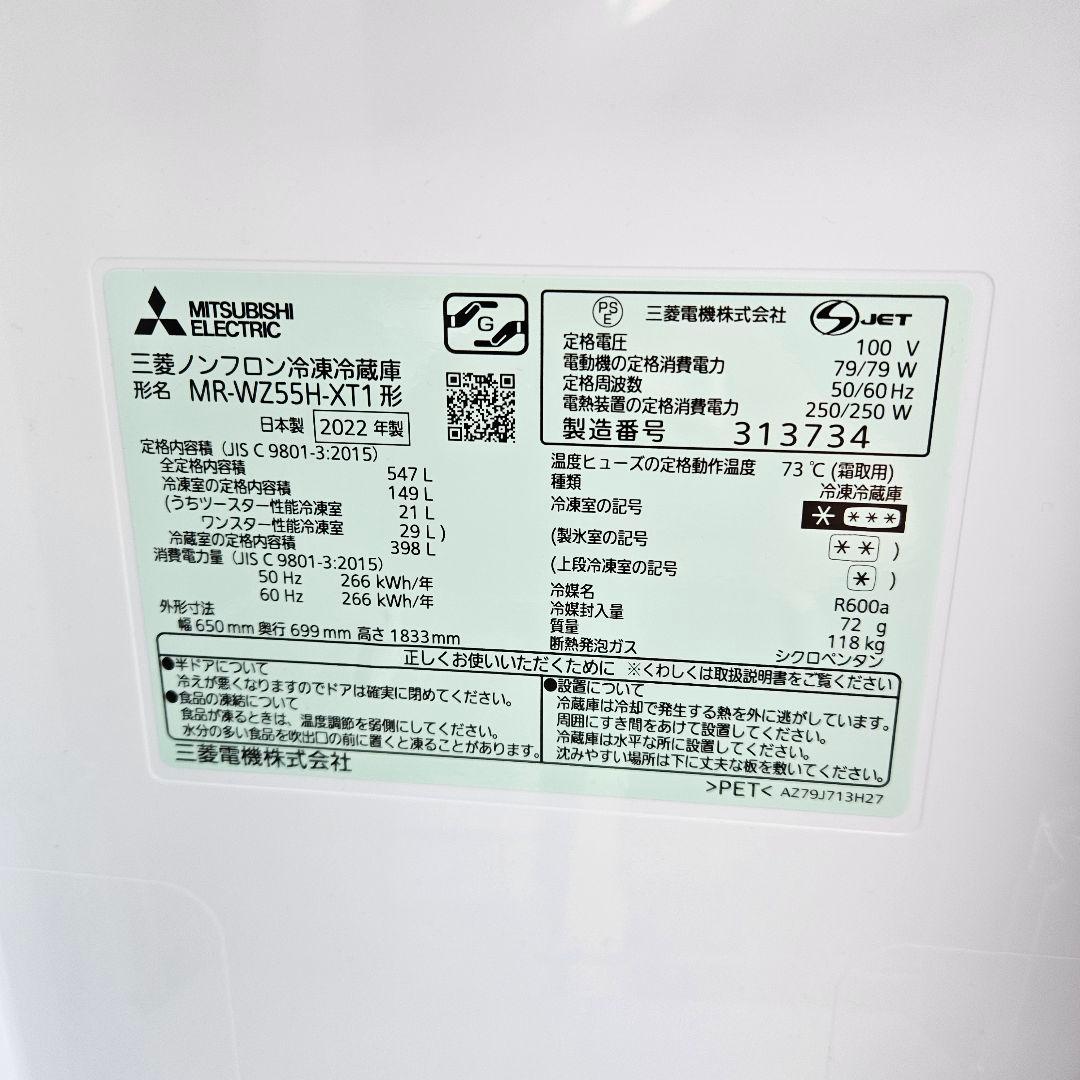 MITSUBISHI
ELECTRIC
G
三菱ノンフロン冷凍冷蔵庫
形名 MR-WZ55H-XT1 形
日本製 2022 年製
定格内容積 (JIS C 9801-3:2015)
全定格内容積 547 L
冷凍室の定格内容積 149 L
(うちツースター性能冷凍室 21 L
ワンスター性能冷凍室 29 L )
冷蔵室の定格内容積 398 L
消費電力量 (JIS C 9801-3:2015)
50 Hz 266 kWh/年
60 Hz 266 kWh/年
外形寸法
幅 650 mm 奥行 699 mm 高さ 1833 mm
PS
E 三菱電機株式会社 JET
定格電圧 100 V
電動機の定格消費電力 79/79 W
定格周波数 50/60 Hz
電熱装置の定格消費電力 250/250 W
製造番号 313734
温度ヒューズの定格動作温度 73 ℃ (霜取用)
種類 冷凍冷蔵庫
冷凍室の記号 * ***
(製氷室の記号 ** )
(上段冷凍室の記号 * )
冷媒名 R600a
冷媒封入量 72 g
質量 118 kg
断熱発泡ガス シクロペンタン
正しくお使いいただくために ※くわしくは取扱説明書をご覧ください
●半ドアについて
冷えが悪くなりますのでドアは確実に閉めてください。
●食品の凍結について
食品が凍るときは、温度調節を弱側にしてください。
水分の多い食品を吹出口の前に置くと凍ることがあります。
●設置について
冷蔵庫は冷却で発生する熱を外に逃がしています。
周囲にすき間をあけて設置してください。
冷蔵庫は水平な所に設置してください。
沈みやすい場所は下に丈夫な板を敷いてください。
三菱電機株式会社
>PET< AZ79J713H27